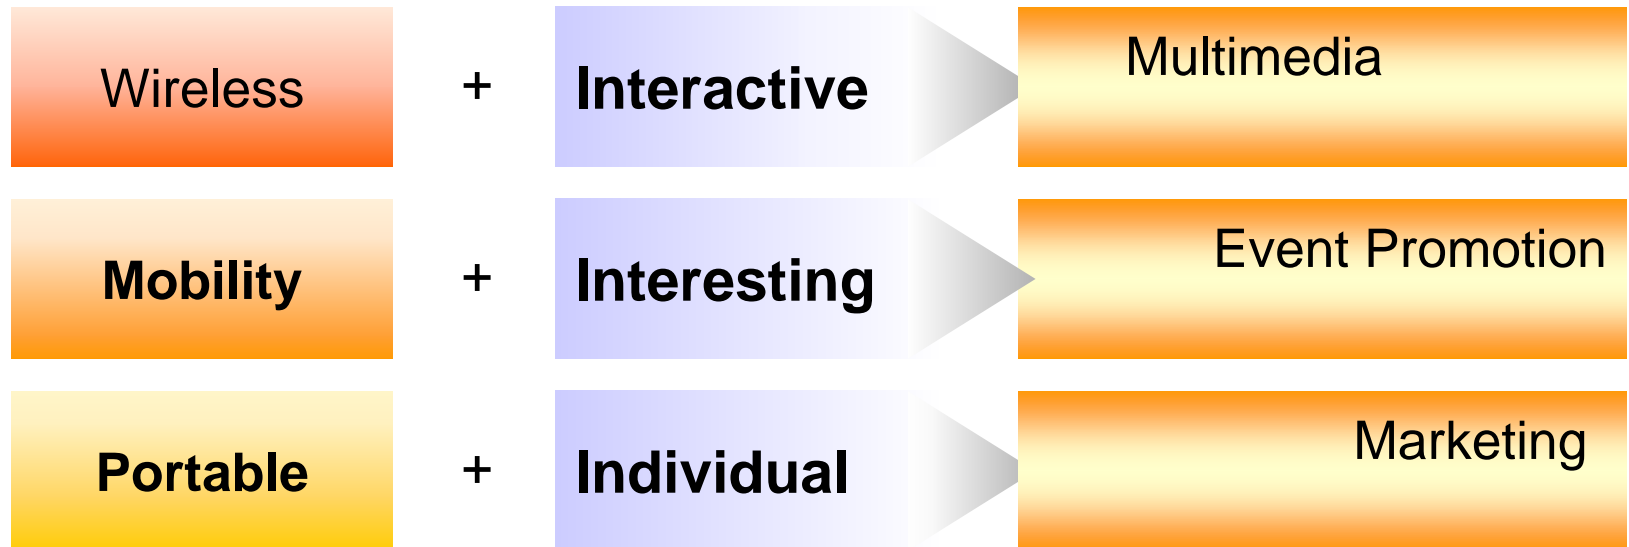 Wireless + Interactive Multimedia
Mobility + Interesting Event Promotion
Portable + Individual Marketing